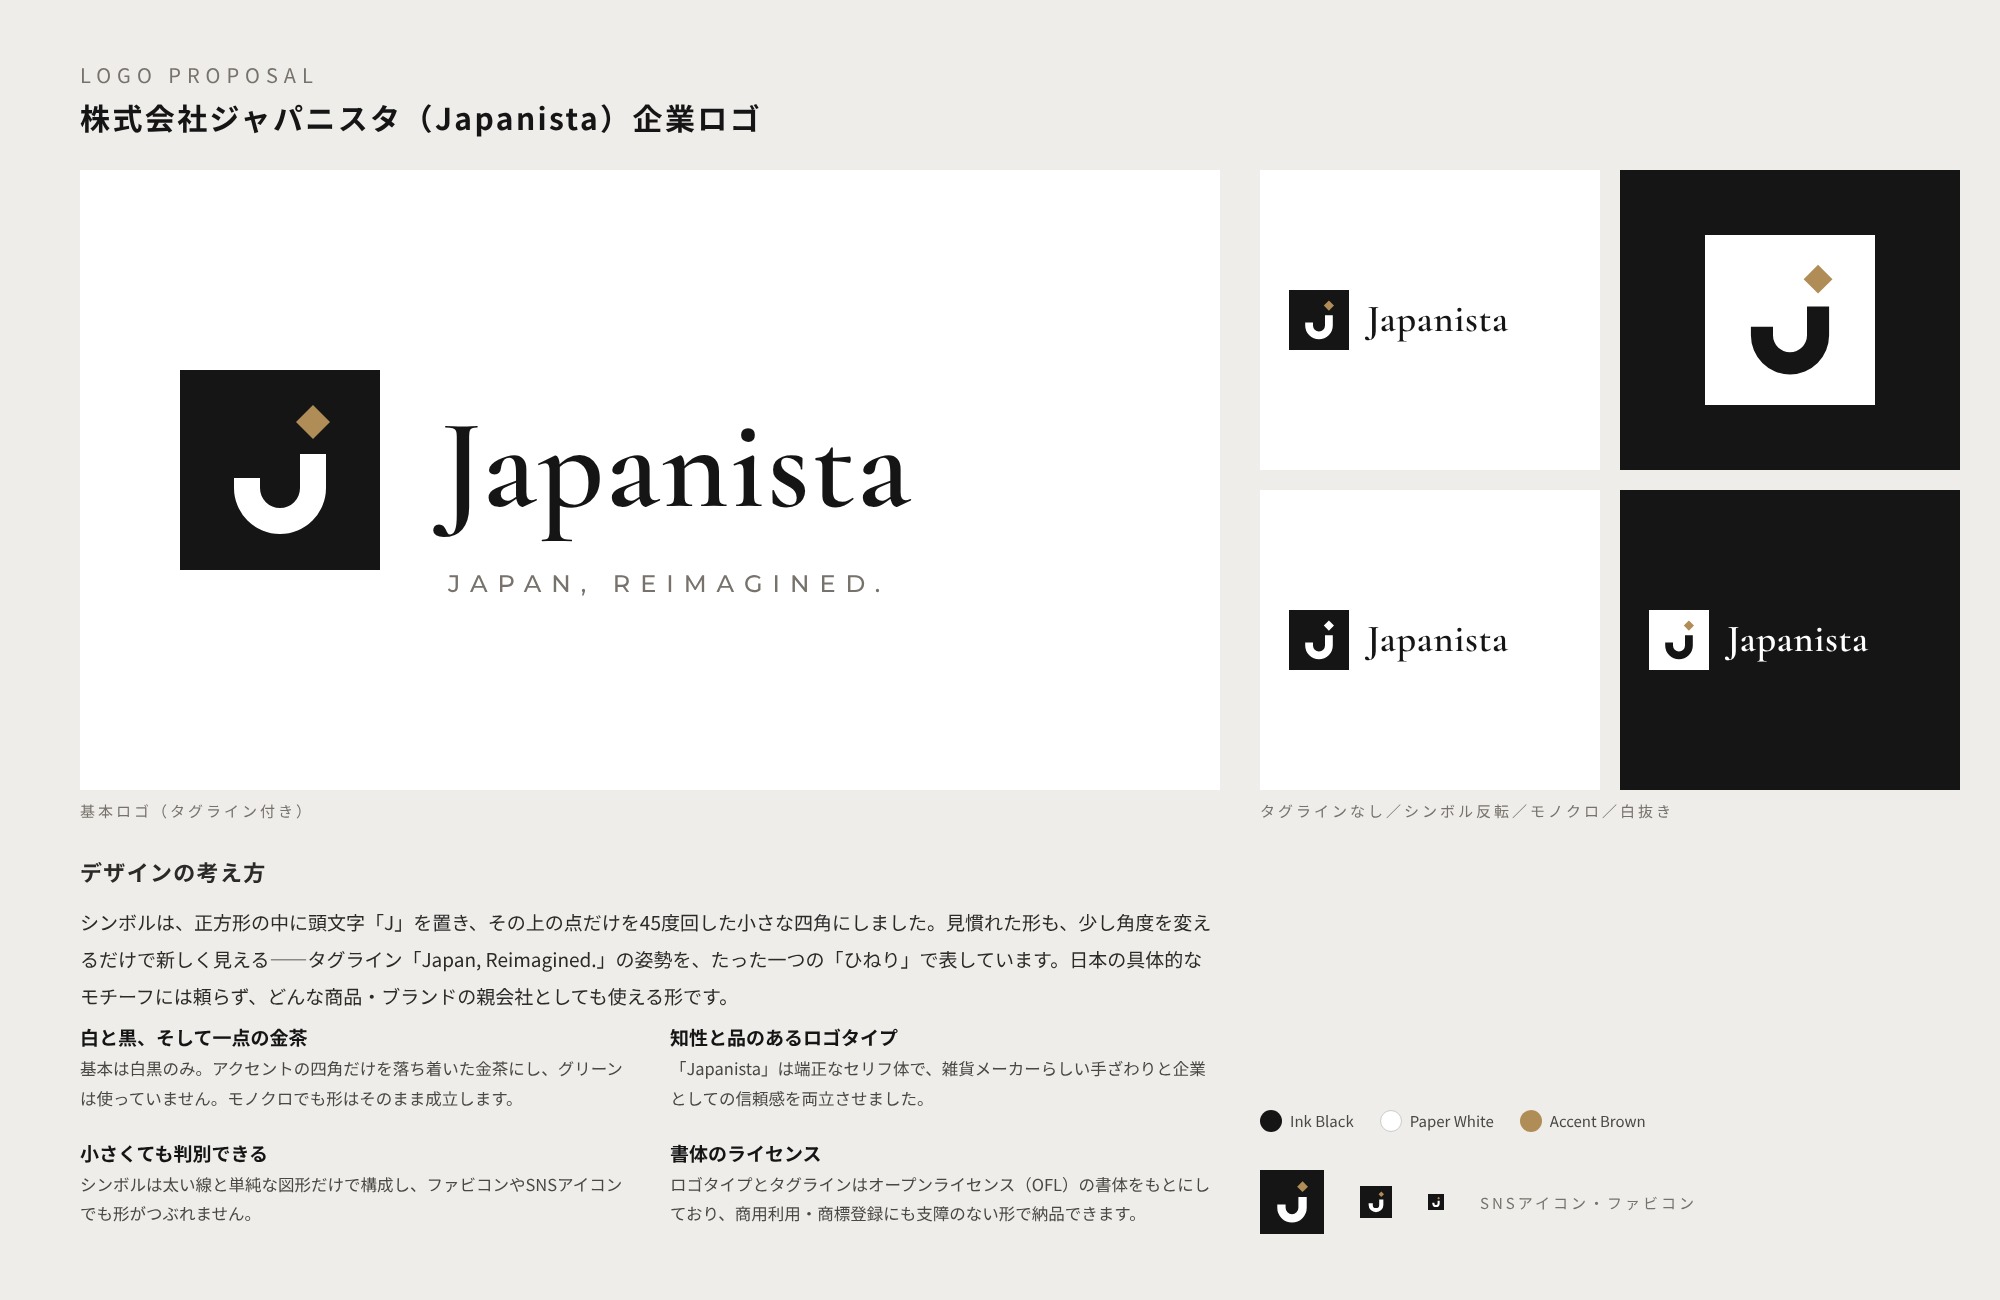 LOGO PROPOSAL
株式会社ジャパニスタ（Japanista）企業ロゴ
Japanista
JAPAN, REIMAGINED.
Japanista
Japanista
Japanista
基本ロゴ（タグライン付き）
タグラインなし／シンボル反転／モノクロ／白抜き
デザインの考え方
シンボルは、正方形の中に頭文字「J」を置き、その上の点だけを45度回した小さな四角にしました。見慣れた形も、少し角度を変え
るだけで新しく見える——タグライン「Japan, Reimagined.」の姿勢を、たった一つの「ひねり」で表しています。日本の具体的な
モチーフには頼らず、どんな商品・ブランドの親会社としても使える形です。
白と黒、そして一点の金茶
基本は白黒のみ。アクセントの四角だけを落ち着いた金茶にし、グリーン
は使っていません。モノクロでも形はそのまま成立します。
知性と品のあるロゴタイプ
「Japanista」は端正なセリフ体で、雑貨メーカーらしい手ざわりと企業
としての信頼感を両立させました。
小さくても判別できる
シンボルは太い線と単純な図形だけで構成し、ファビコンやSNSアイコン
でも形がつぶれません。
書体のライセンス
ロゴタイプとタグラインはオープンライセンス（OFL）の書体をもとにし
ており、商用利用・商標登録にも支障のない形で納品できます。
Ink Black
Paper White
Accent Brown
SNSアイコン・ファビコン